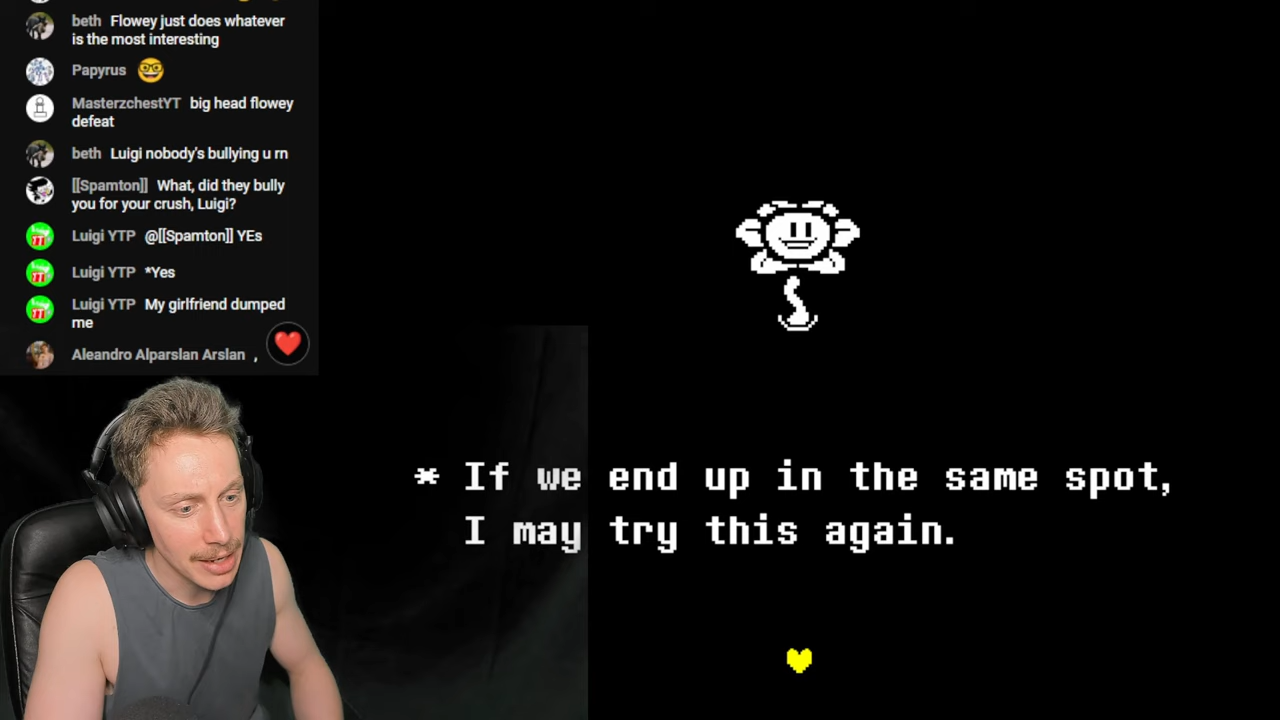 beth Flowey just does whatever
is the most interesting
Papyrus
MasterzchestYT big head flowey
defeat
beth Luigi nobody's bullying u rn
[[Spamton]] What, did they bully
you for your crush, Luigi?
Luigi YTP @[[Spamton]] YEs
Luigi YTP *Yes
Luigi YTP My girlfriend dumped
me
Aleandro Alparslan Arslan ,
* If we end up in the same spot,
I may try this again.